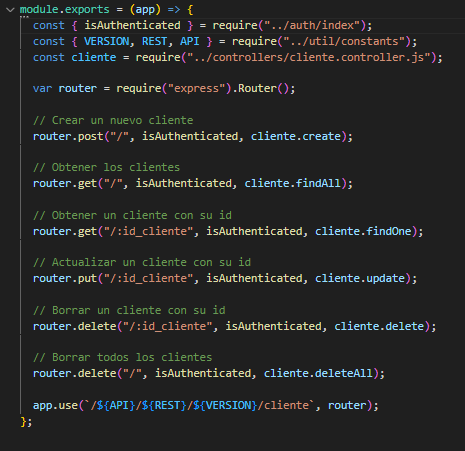 module.exports = (app) => {
const { isAuthenticated } = require("../auth/index");
const { VERSION, REST, API } = require("../util/constants");
const cliente = require("../controllers/cliente.controller.js");
var router = require("express").Router();
// Crear un nuevo cliente
router.post("/", isAuthenticated, cliente.create);
// Obtener los clientes
router.get("/", isAuthenticated, cliente.findAll);
// Obtener un cliente con su id
router.get("/:id_cliente", isAuthenticated, cliente.findOne);
// Actualizar un cliente con su id
router.put("/:id_cliente", isAuthenticated, cliente.update);
// Borrar un cliente con su id
router.delete("/:id_cliente", isAuthenticated, cliente.delete);
// Borrar todos los clientes
router.delete("/", isAuthenticated, cliente.deleteAll);
app.use(`/${API}/${REST}/${VERSION}/cliente`, router);
};